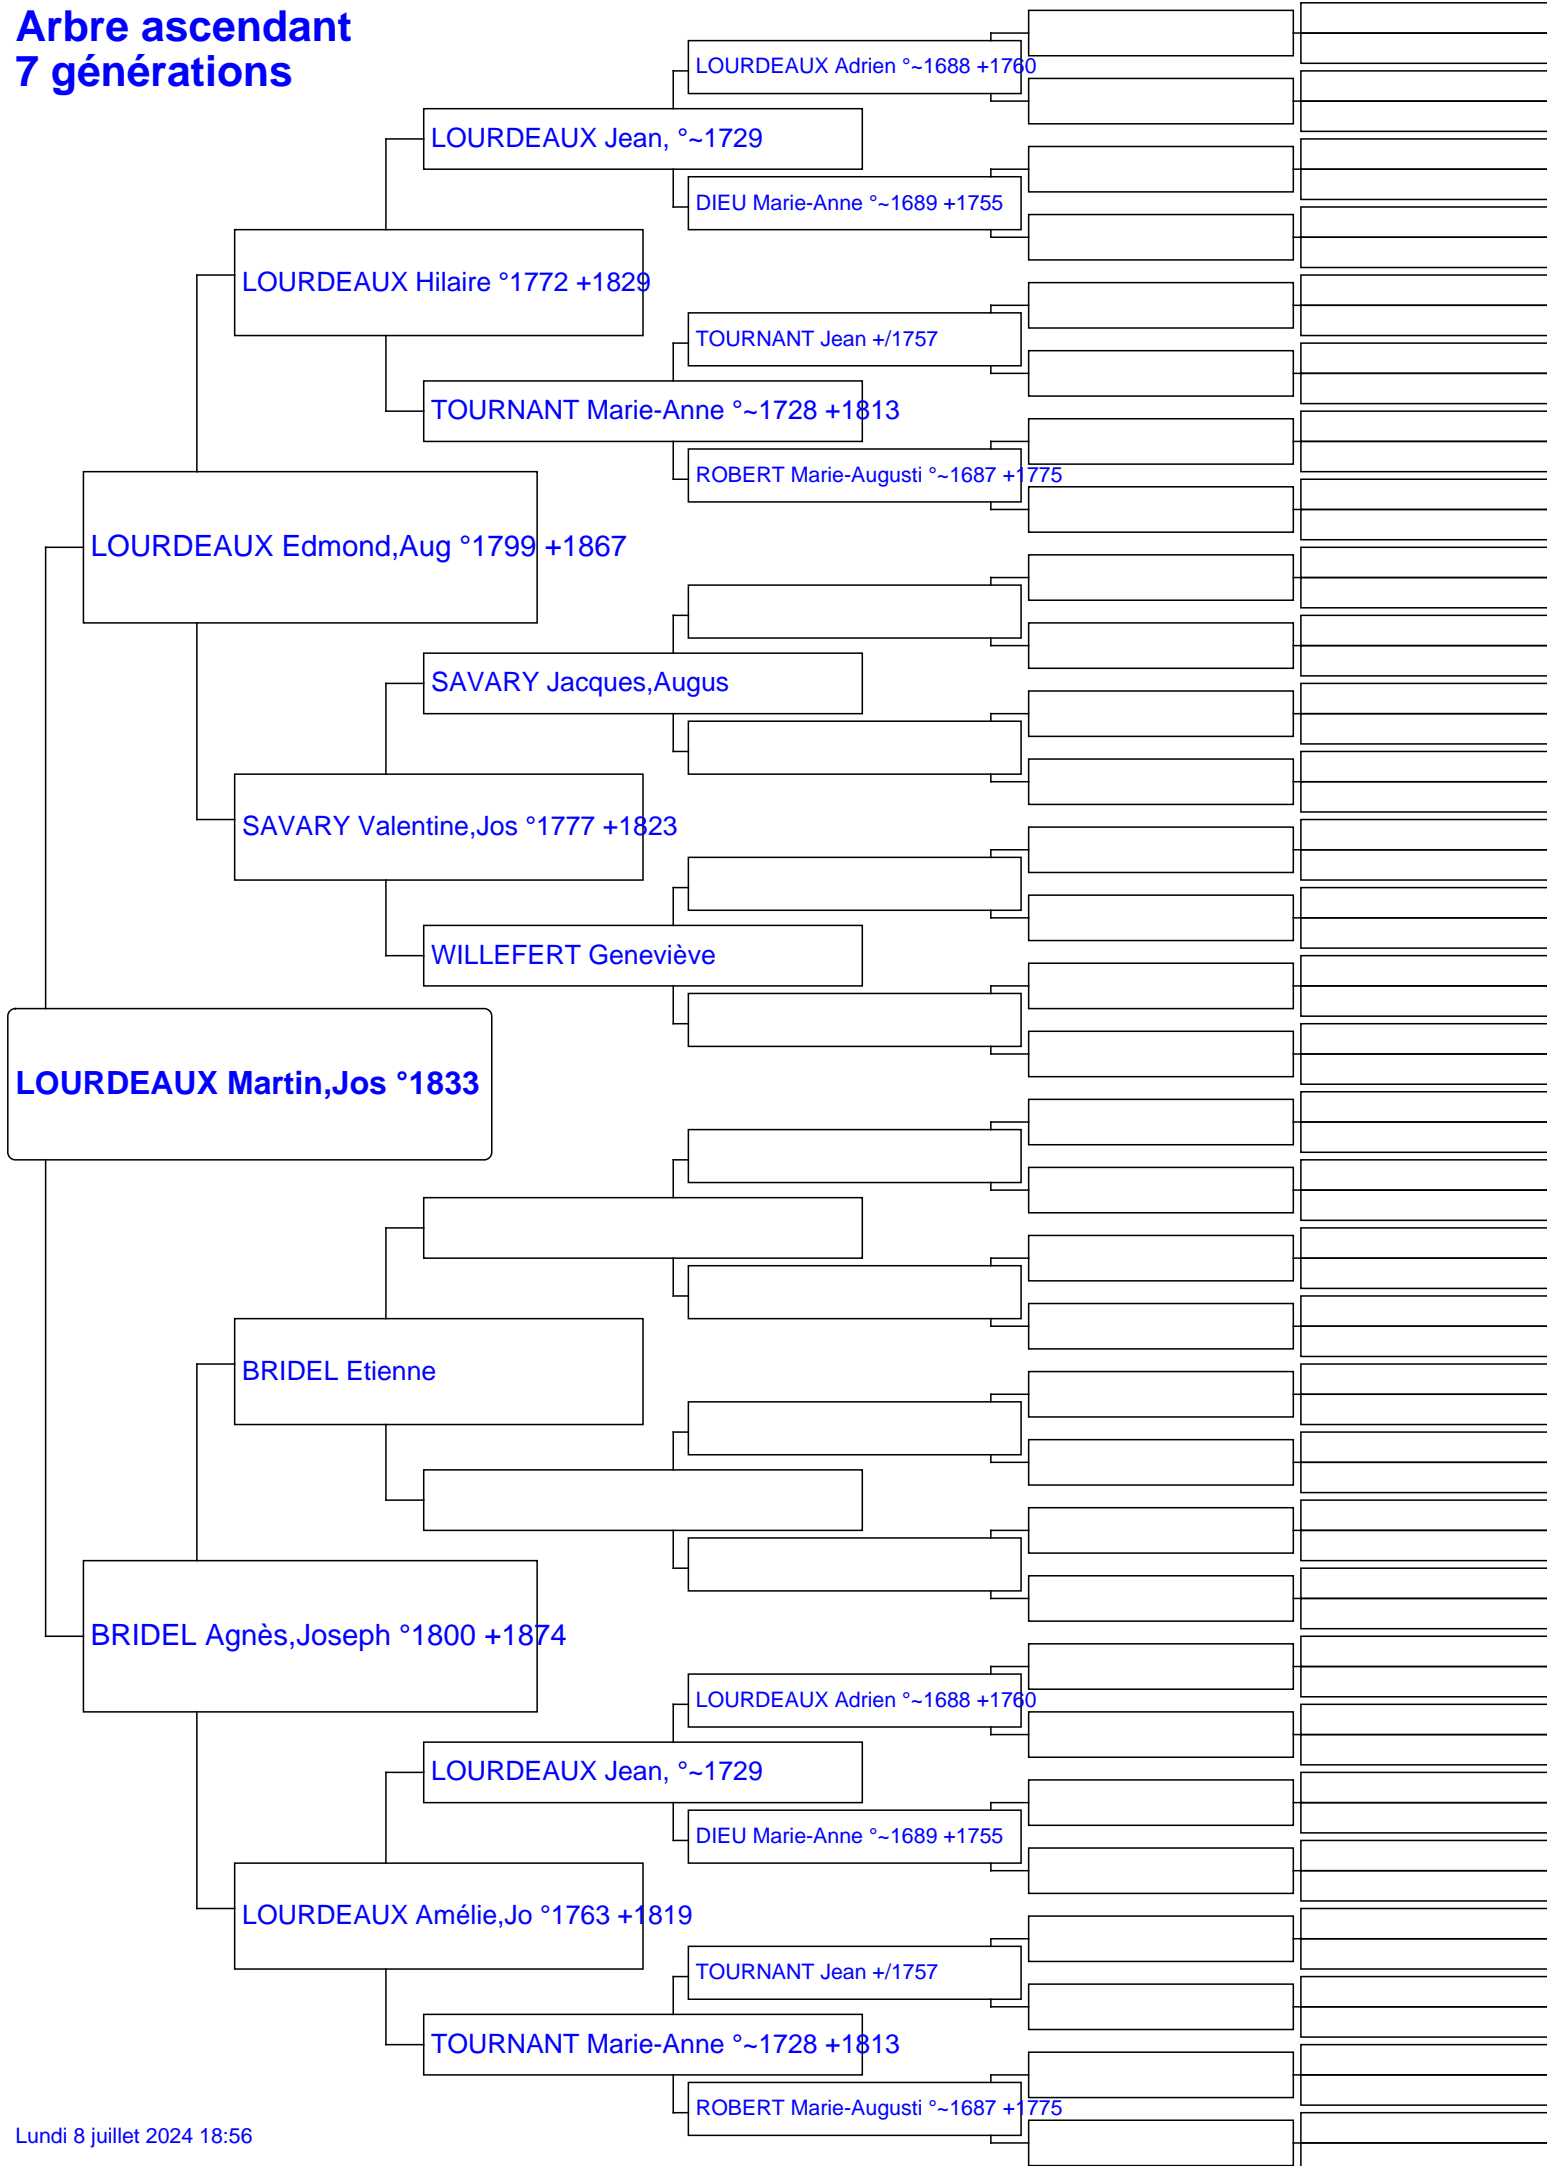 Arbre ascendant
7 générations
LOURDEAUX Adrien °~1688 +1760
LOURDEAUX Jean, °~1729
DIEU Marie-Anne °~1689 +1755
LOURDEAUX Hilaire °1772 +1829
TOURNANT Jean +/1757
TOURNANT Marie-Anne °~1728 +1813
ROBERT Marie-Augusti °~1687 +1775
LOURDEAUX Edmond,Aug °1799 +1867
SAVARY Jacques,Augus
SAVARY Valentine,Jos °1777 +1823
WILLEFERT Geneviève
LOURDEAUX Martin,Jos °1833
BRIDEL Etienne
BRIDEL Agnès,Joseph °1800 +1874
LOURDEAUX Adrien °~1688 +1760
LOURDEAUX Jean, °~1729
DIEU Marie-Anne °~1689 +1755
LOURDEAUX Amélie,Jo °1763 +1819
TOURNANT Jean +/1757
TOURNANT Marie-Anne °~1728 +1813
ROBERT Marie-Augusti °~1687 +1775
Lundi 8 juillet 2024 18:56